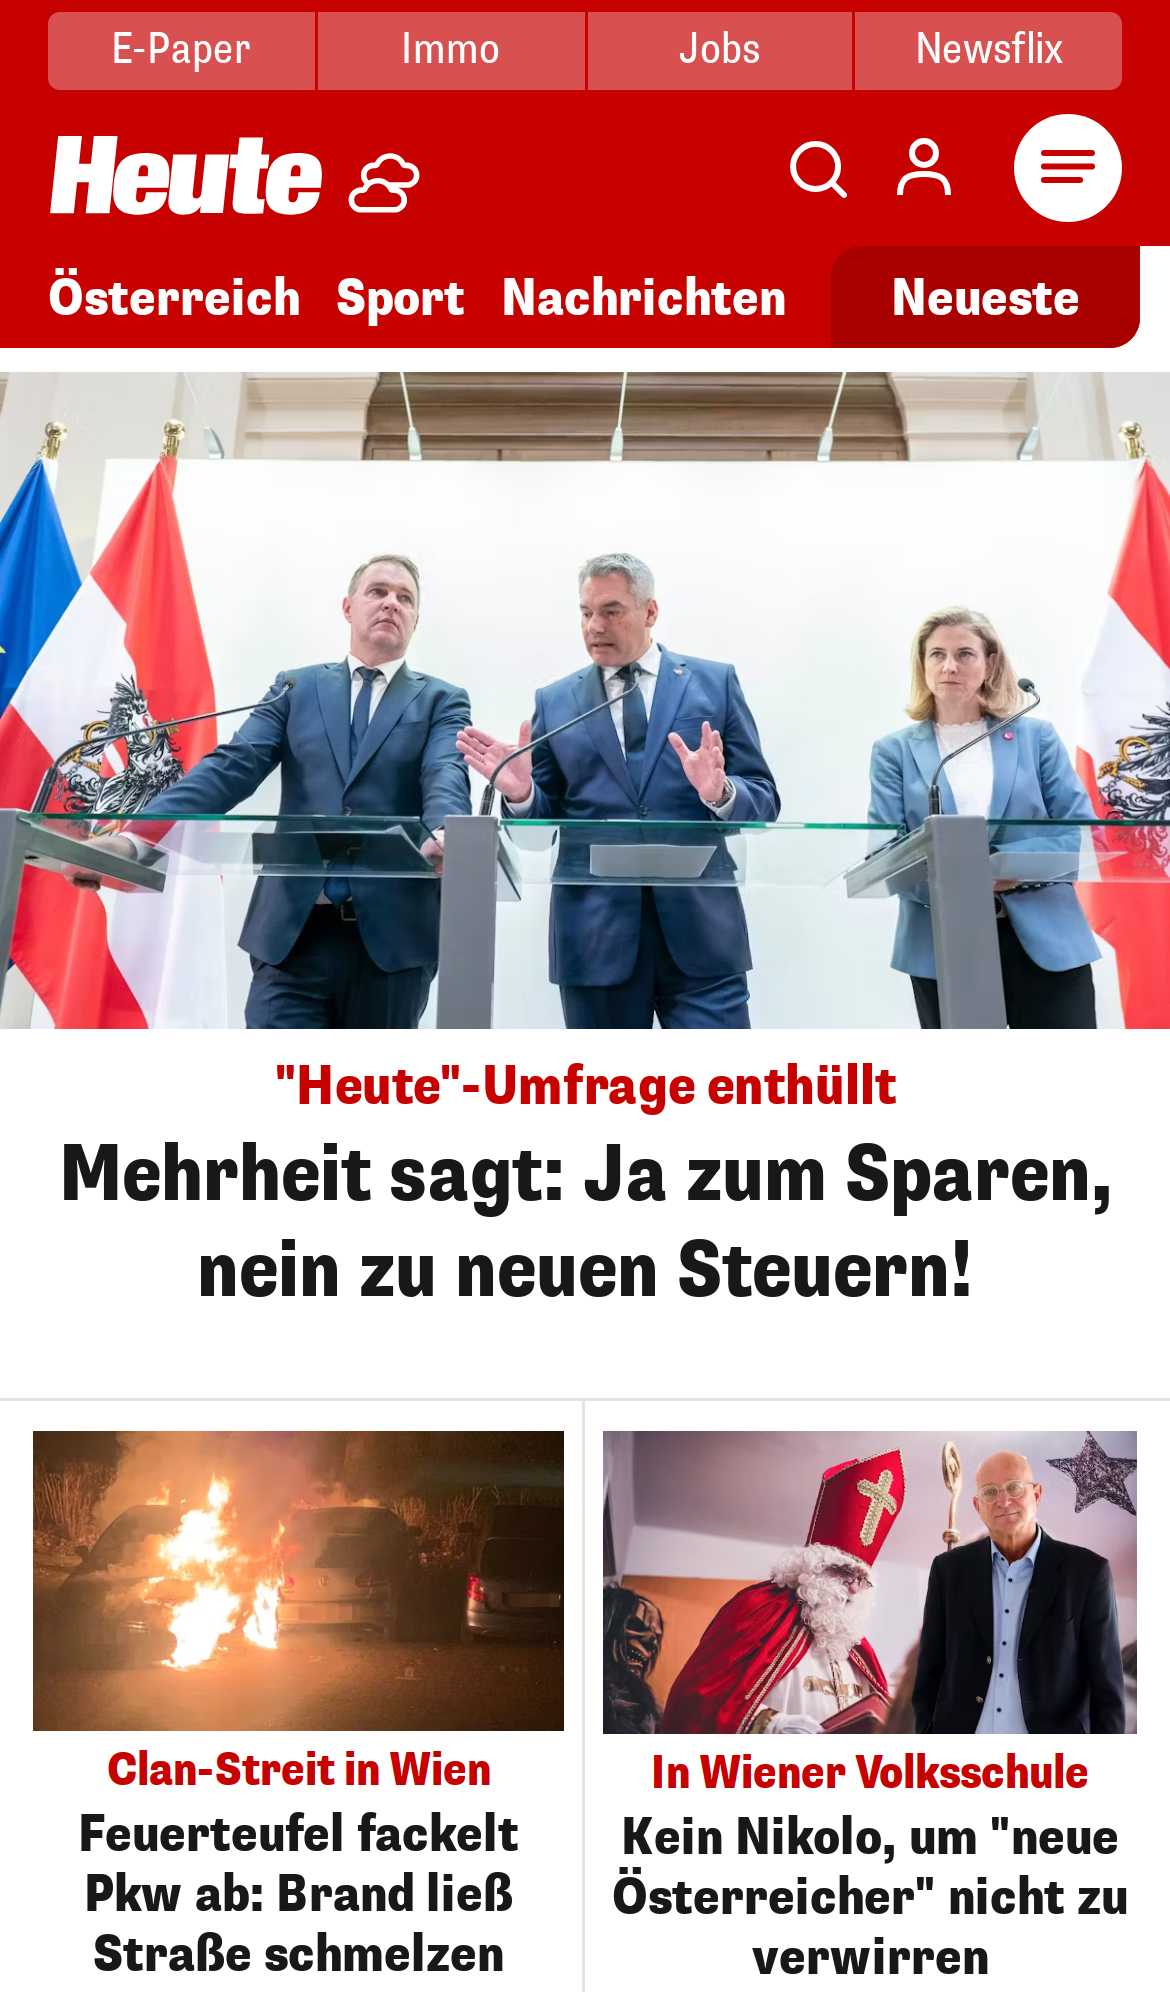 E-Paper
Immo
Jobs
Newsflix
Heute
Österreich
Sport
Nachrichten
Neueste
"Heute"-Umfrage enthüllt
Mehrheit sagt: Ja zum Sparen,
nein zu neuen Steuern!
Clan-Streit in Wien
Feuerteufel fackelt
Pkw ab: Brand ließ
Straße schmelzen
In Wiener Volksschule
Kein Nikolo, um "neue
Österreicher" nicht zu
verwirren